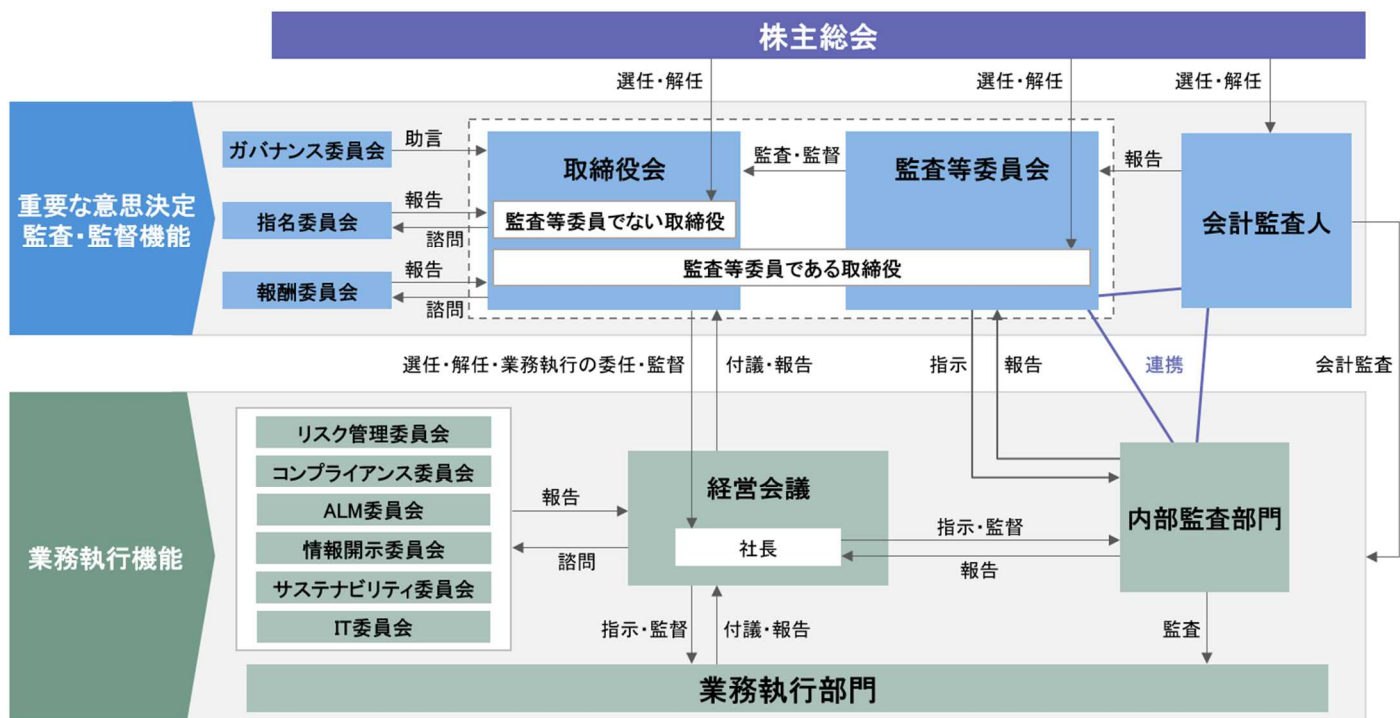 株主総会
選任・解任
選任・解任
選任・解任
重要な意思決定
監査・監督機能
ガバナンス委員会
助言
指名委員会
報告
諮問
報酬委員会
報告
諮問
取締役会
監査・監督
監査等委員会
報告
会計監査人
監査等委員でない取締役
監査等委員である取締役
選任・解任・業務執行の委任・監督
付議・報告
指示
報告
連携
会計監査
業務執行機能
リスク管理委員会
コンプライアンス委員会
ALM委員会
情報開示委員会
サステナビリティ委員会
IT委員会
報告
諮問
経営会議
社長
指示・監督
報告
内部監査部門
指示・監督
付議・報告
監査
業務執行部門